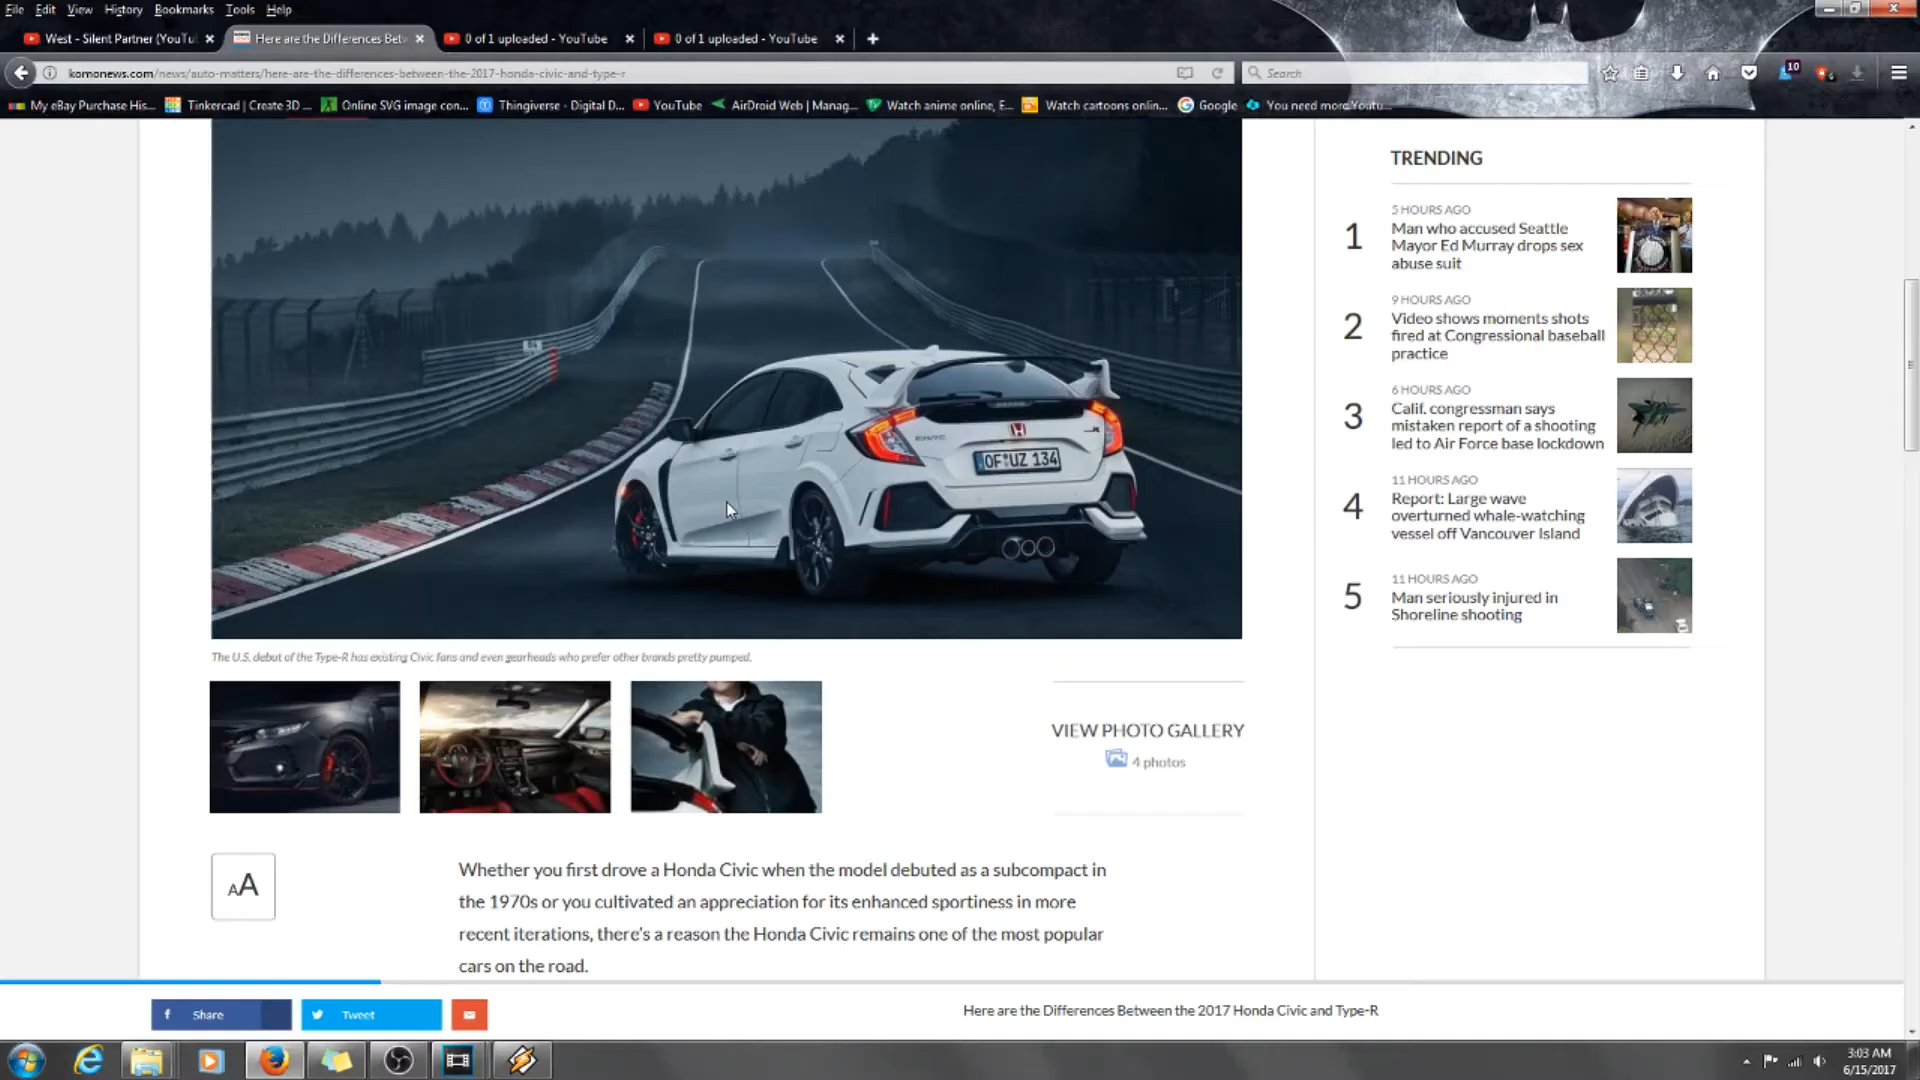 File Edit View History Bookmarks Tools Help
West - Silent Partner (YouTu
Here are the Differences Betw
0 of 1 uploaded - YouTube
0 of 1 uploaded - YouTube
komonews.com/news/auto-matters/here-are-the-differences-between-the-2017-honda-civic-and-type-r
Search
10
My eBay Purchase His... Tinkercad | Create 3D ... Online SVG image con... Thingiverse - Digital D... YouTube AirDroid Web | Manag... Watch anime online, E... Watch cartoons onlin... Google You need more Youtu...
84
CIVIC
OF UZ 134
The U.S. debut of the Type-R has existing Civic fans and even gearheads who prefer other brands pretty pumped.
VIEW PHOTO GALLERY
4 photos
AA
Whether you first drove a Honda Civic when the model debuted as a subcompact in
the 1970s or you cultivated an appreciation for its enhanced sportiness in more
recent iterations, there's a reason the Honda Civic remains one of the most popular
cars on the road.
TRENDING
1
5 HOURS AGO
Man who accused Seattle
Mayor Ed Murray drops sex
abuse suit
2
9 HOURS AGO
Video shows moments shots
fired at Congressional baseball
practice
3
6 HOURS AGO
Calif. congressman says
mistaken report of a shooting
led to Air Force base lockdown
4
11 HOURS AGO
Report: Large wave
overturned whale-watching
vessel off Vancouver Island
5
11 HOURS AGO
Man seriously injured in
Shoreline shooting
Share
Tweet
Here are the Differences Between the 2017 Honda Civic and Type-R
3:03 AM
6/15/2017